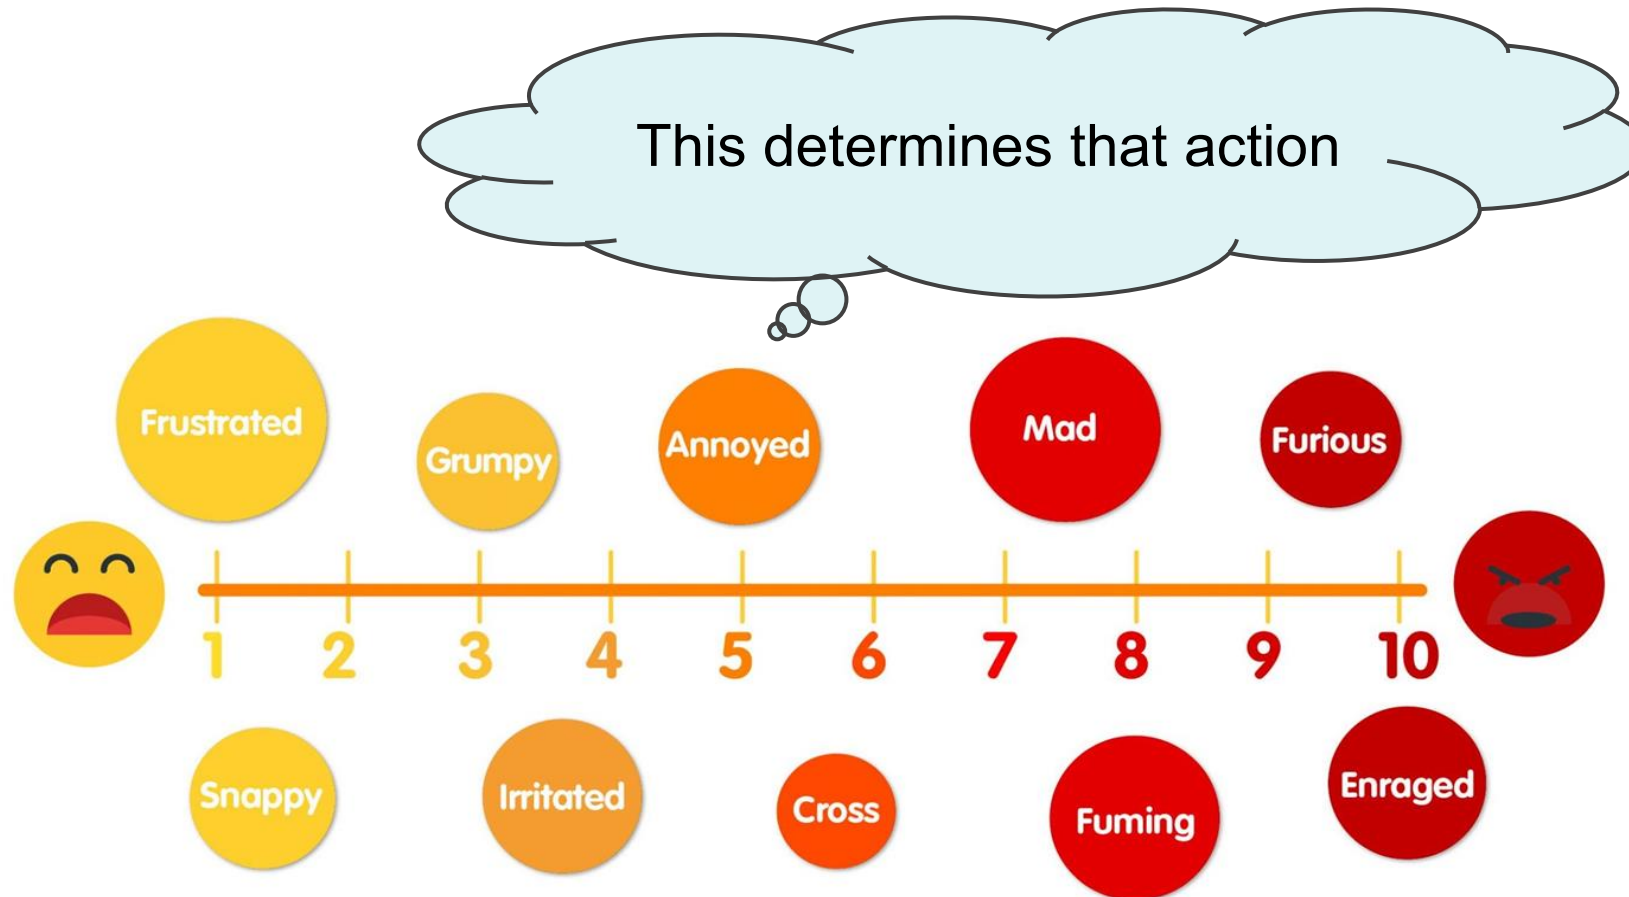 This determines that action
Frustrated
Grumpy
Annoyed
Mad
Furious
1 2 3 4 5 6 7 8 9 10
Snappy
Irritated
Cross
Fuming
Enraged